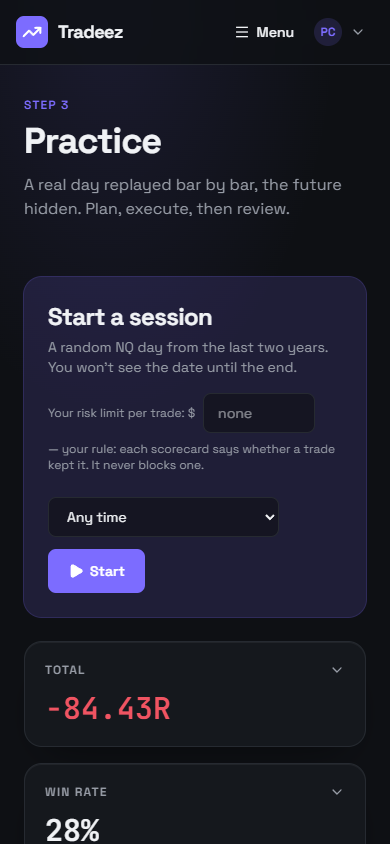 Tradeez
Menu
PC
STEP 3
Practice
A real day replayed bar by bar, the future
hidden. Plan, execute, then review.
Start a session
A random NQ day from the last two years.
You won't see the date until the end.
Your risk limit per trade: $ none
— your rule: each scorecard says whether a trade
kept it. It never blocks one.
Any time
Start
TOTAL
-84.43R
WIN RATE
28%